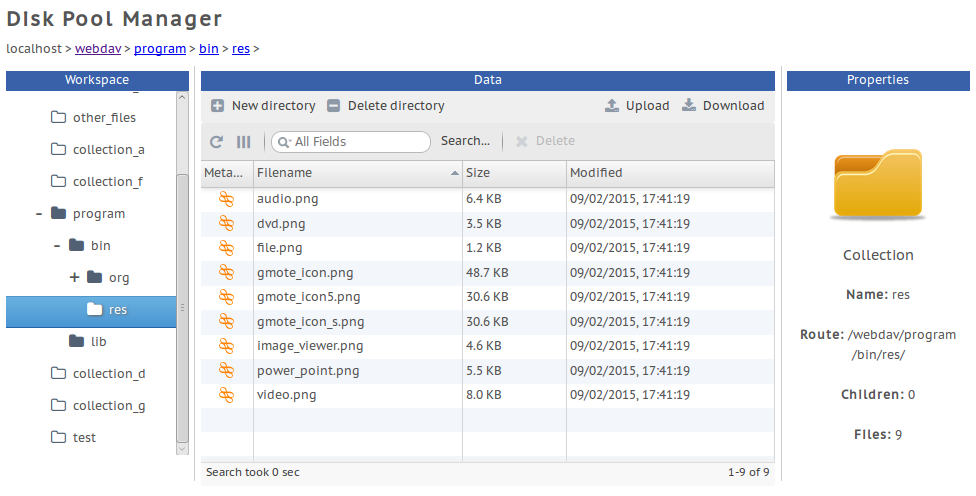 DIsk Pool Manager
localhost > webdav > program > bin > res >
Workspace
other_files
collection_a
collection_f
- program
- bin
+ org
res
lib
collection_d
collection_g
test
Data
New directory Delete directory Upload Download
All Fields Search... Delete
Meta... Filename Size Modified
audio.png 6.4 KB 09/02/2015, 17:41:19
dvd.png 3.5 KB 09/02/2015, 17:41:19
file.png 1.2 KB 09/02/2015, 17:41:19
gmote_icon.png 48.7 KB 09/02/2015, 17:41:19
gmote_icon5.png 30.6 KB 09/02/2015, 17:41:19
gmote_icon_s.png 30.6 KB 09/02/2015, 17:41:19
image_viewer.png 4.6 KB 09/02/2015, 17:41:19
power_point.png 5.5 KB 09/02/2015, 17:41:19
video.png 8.0 KB 09/02/2015, 17:41:19
Search took 0 sec 1-9 of 9
Properties
Collection
Name: res
Route: /webdav/program
/bin/res/
Children: 0
Files: 9